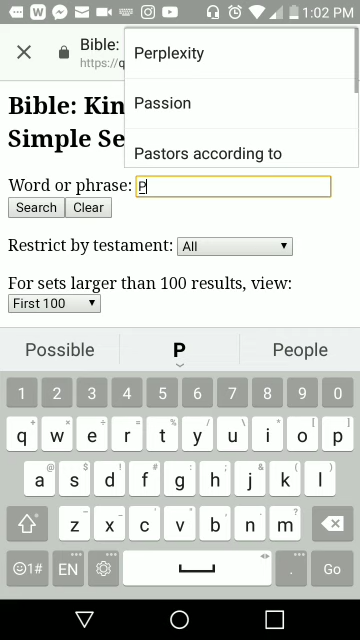 1:02 PM
Bible:
https://q
Perplexity
Passion
Pastors according to
Bible: Kin
Simple Se
Word or phrase: P
Search Clear
Restrict by testament: All
For sets larger than 100 results, view:
First 100
Possible P People
1 2 3 4 5 6 7 8 9 0
q w e r t y u i o p
a s d f g h j k l
z x c v b n m
☺1# EN . Go